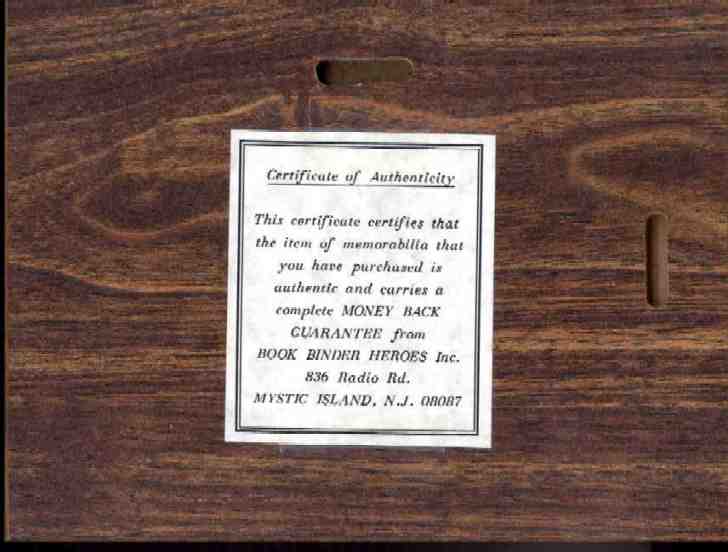 Certificate of Authenticity
This certificate certifies that
the item of memorabilia that
you have purchased is
authentic and carries a
complete MONEY BACK
GUARANTEE from
BOOK BINDER HEROES Inc.
836 Radio Rd.
MYSTIC ISLAND, N.J. 08087